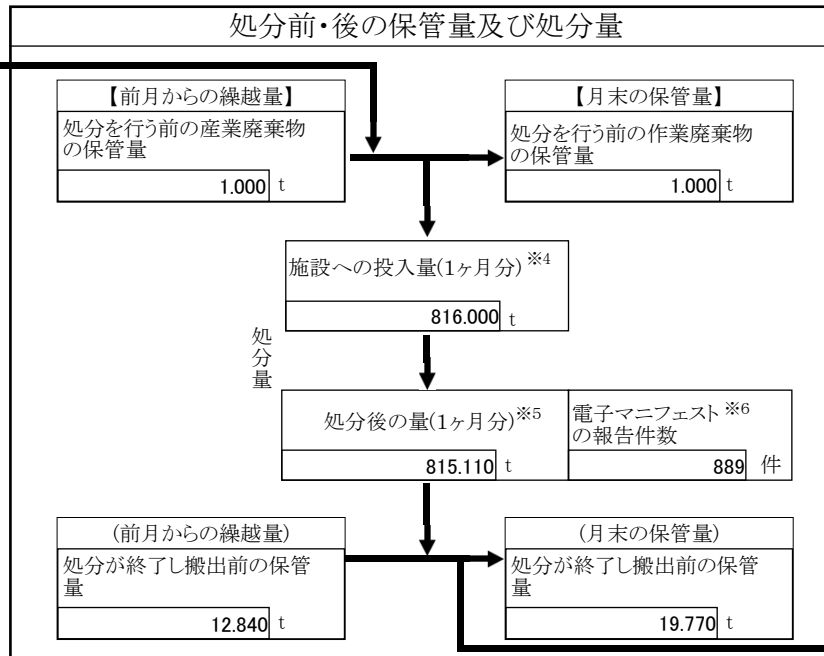 処分前・後の保管量及び処分量
【前月からの繰越量】
処分を行う前の産業廃棄物
の保管量
1.000 t
【月末の保管量】
処分を行う前の作業廃棄物
の保管量
1.000 t
施設への投入量(1ヶ月分)※4
816.000 t
処分量
処分後の量(1ヶ月分)※5
815.110 t
電子マニフェスト※6
の報告件数
889 件
(前月からの繰越量)
処分が終了し搬出前の保管
量
12.840 t
(月末の保管量)
処分が終了し搬出前の保管
量
19.770 t